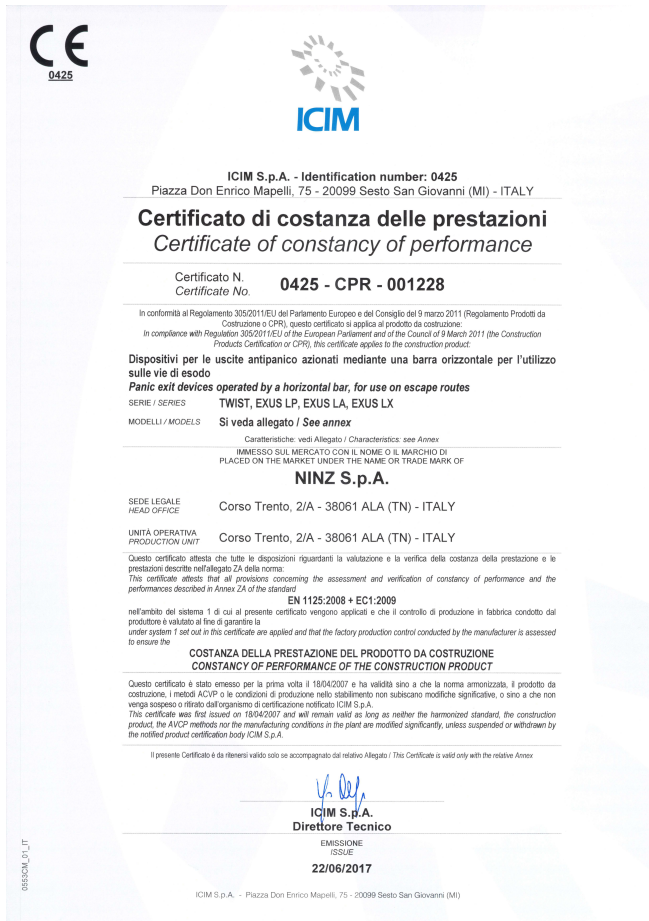 CE
0425
ICIM
ICIM S.p.A. - Identification number: 0425
Piazza Don Enrico Mapelli, 75 - 20099 Sesto San Giovanni (MI) - ITALY
Certificato di costanza delle prestazioni
Certificate of constancy of performance
Certificato N.
Certificate No.
0425 - CPR - 001228
In conformità al Regolamento 305/2011/EU del Parlamento Europeo e del Consiglio del 9 marzo 2011 (Regolamento Prodotti da
Costruzione o CPR), questo certificato si applica al prodotto da costruzione:
In compliance with Regulation 305/2011/EU of the European Parliament and of the Council of 9 March 2011 (the Construction
Products Certification or CPR), this certificate applies to the construction product:
Dispositivi per le uscite antipanico azionati mediante una barra orizzontale per l'utilizzo
sulle vie di esodo
Panic exit devices operated by a horizontal bar, for use on escape routes
SERIE / SERIES TWIST, EXUS LP, EXUS LA, EXUS LX
MODELLI / MODELS Si veda allegato / See annex
Caratteristiche: vedi Allegato / Characteristics: see Annex
IMMESSO SUL MERCATO CON IL NOME O IL MARCHIO DI
PLACED ON THE MARKET UNDER THE NAME OR TRADE MARK OF
NINZ S.p.A.
SEDE LEGALE
HEAD OFFICE
Corso Trento, 2/A - 38061 ALA (TN) - ITALY
UNITÀ OPERATIVA
PRODUCTION UNIT
Corso Trento, 2/A - 38061 ALA (TN) - ITALY
Questo certificato attesta che tutte le disposizioni riguardanti la valutazione e la verifica della costanza della prestazione e le
prestazioni descritte nell'allegato ZA della norma:
This certificate attests that all provisions concerning the assessment and verification of constancy of performance and the
performances described in Annex ZA of the standard
EN 1125:2008 + EC1:2009
nell'ambito del sistema 1 di cui al presente certificato vengono applicati e che il controllo di produzione in fabbrica condotto dal
produttore è valutato al fine di garantire la
under system 1 set out in this certificate are applied and that the factory production control conducted by the manufacturer is assessed
to ensure the
COSTANZA DELLA PRESTAZIONE DEL PRODOTTO DA COSTRUZIONE
CONSTANCY OF PERFORMANCE OF THE CONSTRUCTION PRODUCT
Questo certificato è stato emesso per la prima volta il 18/04/2007 e ha validità sino a che la norma armonizzata, il prodotto da
costruzione, i metodi ACVP o le condizioni di produzione nello stabilimento non subiscano modifiche significative, o sino a che non
venga sospeso o ritirato dall'organismo di certificazione notificato ICIM S.p.A.
This certificate was first issued on 18/04/2007 and will remain valid as long as neither the harmonized standard, the construction
product, the AVCP methods nor the manufacturing conditions in the plant are modified significantly, unless suspended or withdrawn by
the notified product certification body ICIM S.p.A.
Il presente Certificato è da ritenersi valido solo se accompagnato dal relativo Allegato / This Certificate is valid only with the relative Annex
ICIM S.p.A.
Direttore Tecnico
EMISSIONE
ISSUE
22/06/2017
0553CM_01_IT
ICIM S.p.A. - Piazza Don Enrico Mapelli, 75 - 20099 Sesto San Giovanni (MI)